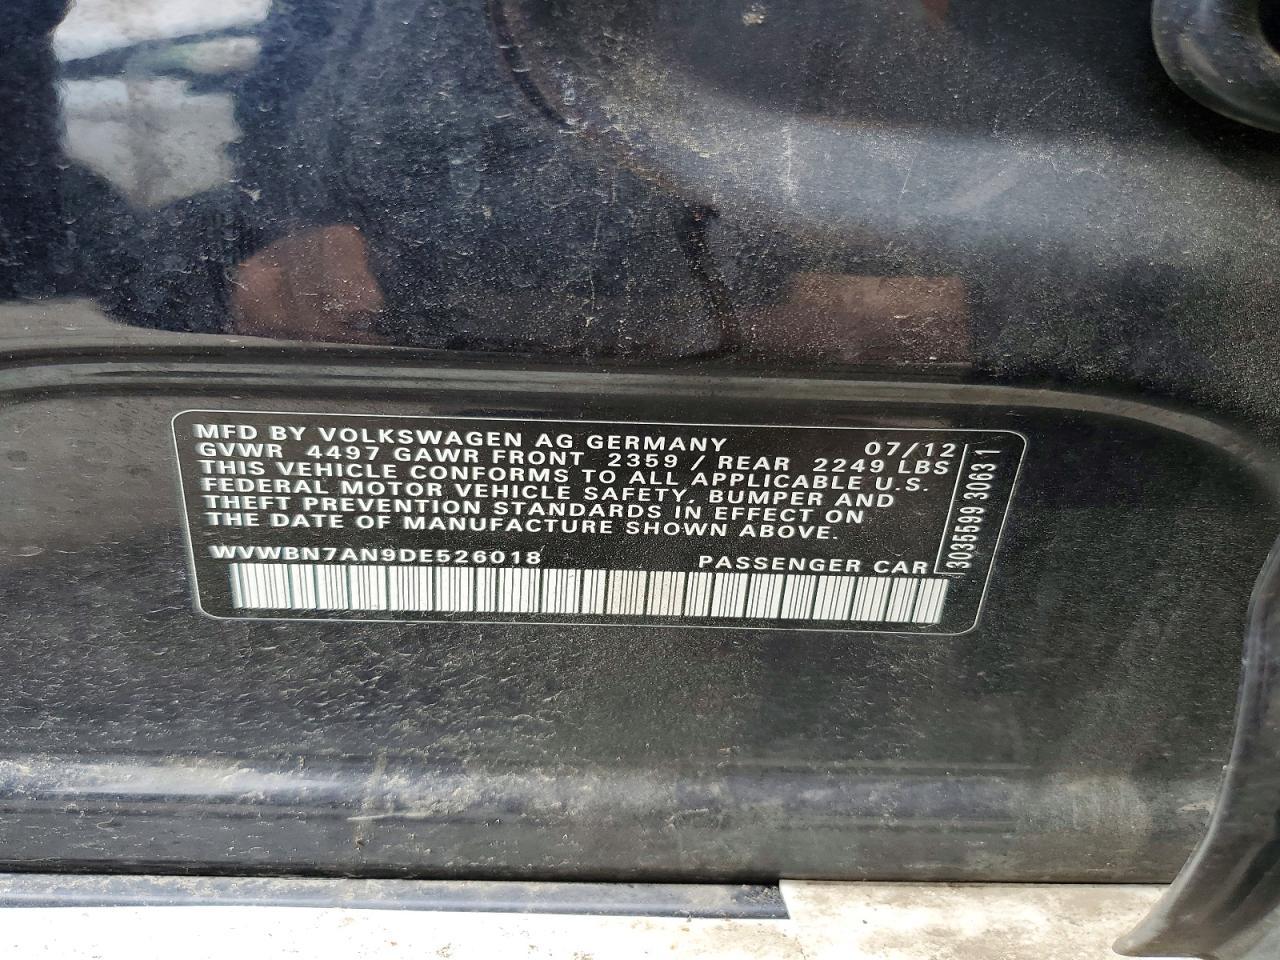 MFD BY VOLKSWAGEN AG GERMANY 07/12
GVWR 4497 GAWR FRONT 2359 / REAR 2249 LBS
THIS VEHICLE CONFORMS TO ALL APPLICABLE U.S.
FEDERAL MOTOR VEHICLE SAFETY, BUMPER AND
THEFT PREVENTION STANDARDS IN EFFECT ON
THE DATE OF MANUFACTURE SHOWN ABOVE.
WVWBN7AN9DE526018 PASSENGER CAR
3035599 3063 1